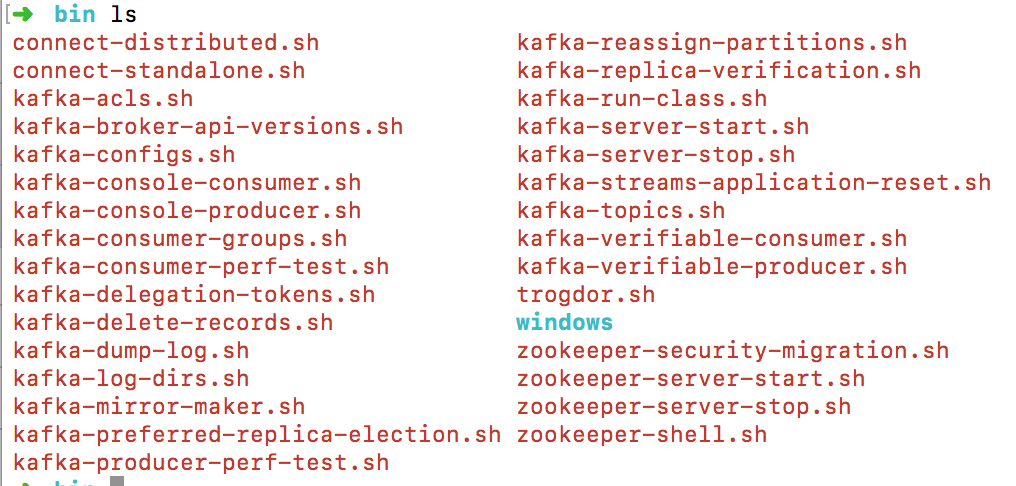 [➜ bin ls
connect-distributed.sh kafka-reassign-partitions.sh
connect-standalone.sh kafka-replica-verification.sh
kafka-acls.sh kafka-run-class.sh
kafka-broker-api-versions.sh kafka-server-start.sh
kafka-configs.sh kafka-server-stop.sh
kafka-console-consumer.sh kafka-streams-application-reset.sh
kafka-console-producer.sh kafka-topics.sh
kafka-consumer-groups.sh kafka-verifiable-consumer.sh
kafka-consumer-perf-test.sh kafka-verifiable-producer.sh
kafka-delegation-tokens.sh trogdor.sh
kafka-delete-records.sh windows
kafka-dump-log.sh zookeeper-security-migration.sh
kafka-log-dirs.sh zookeeper-server-start.sh
kafka-mirror-maker.sh zookeeper-server-stop.sh
kafka-preferred-replica-election.sh zookeeper-shell.sh
kafka-producer-perf-test.sh
➜ bin